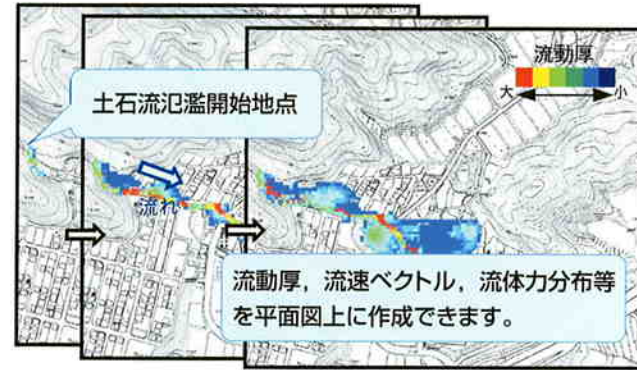 流動厚
大
小
土石流氾濫開始地点
流れ
流動厚，流速ベクトル，流体力分布等
を平面図上に作成できます。